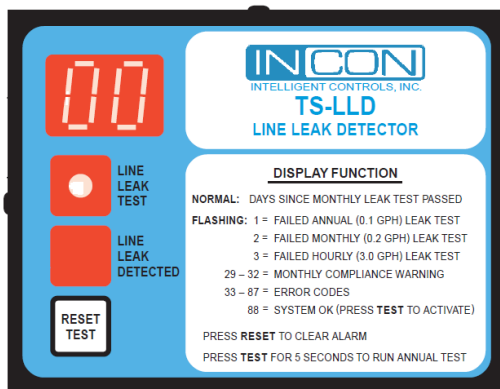 00
INCON
INTELLIGENT CONTROLS, INC.
TS-LLD
LINE LEAK DETECTOR
LINE
LEAK
TEST
LINE
LEAK
DETECTED
RESET
TEST
DISPLAY FUNCTION
NORMAL: DAYS SINCE MONTHLY LEAK TEST PASSED
FLASHING: 1 = FAILED ANNUAL (0.1 GPH) LEAK TEST
2 = FAILED MONTHLY (0.2 GPH) LEAK TEST
3 = FAILED HOURLY (3.0 GPH) LEAK TEST
29 – 32 = MONTHLY COMPLIANCE WARNING
33 – 87 = ERROR CODES
88 = SYSTEM OK (PRESS TEST TO ACTIVATE)
PRESS RESET TO CLEAR ALARM
PRESS TEST FOR 5 SECONDS TO RUN ANNUAL TEST